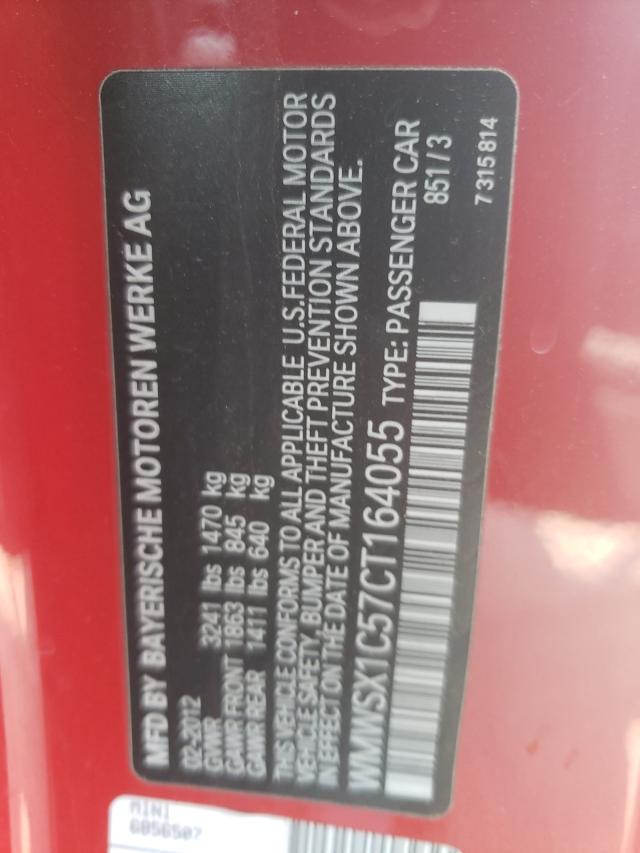 MFD BY BAYERISCHE MOTOREN WERKE AG
02-2012
GVWR 3241 lbs 1470 kg
GAWR FRONT 1863 lbs 845 kg
GAWR REAR 1411 lbs 640 kg
THIS VEHICLE CONFORMS TO ALL APPLICABLE U.S.FEDERAL MOTOR
VEHICLE SAFETY, BUMPER AND THEFT PREVENTION STANDARDS
IN EFFECT ON THE DATE OF MANUFACTURE SHOWN ABOVE.
WMWSX1C57CT164055 TYPE: PASSENGER CAR
851/3
7 315 814
MINI
6856507